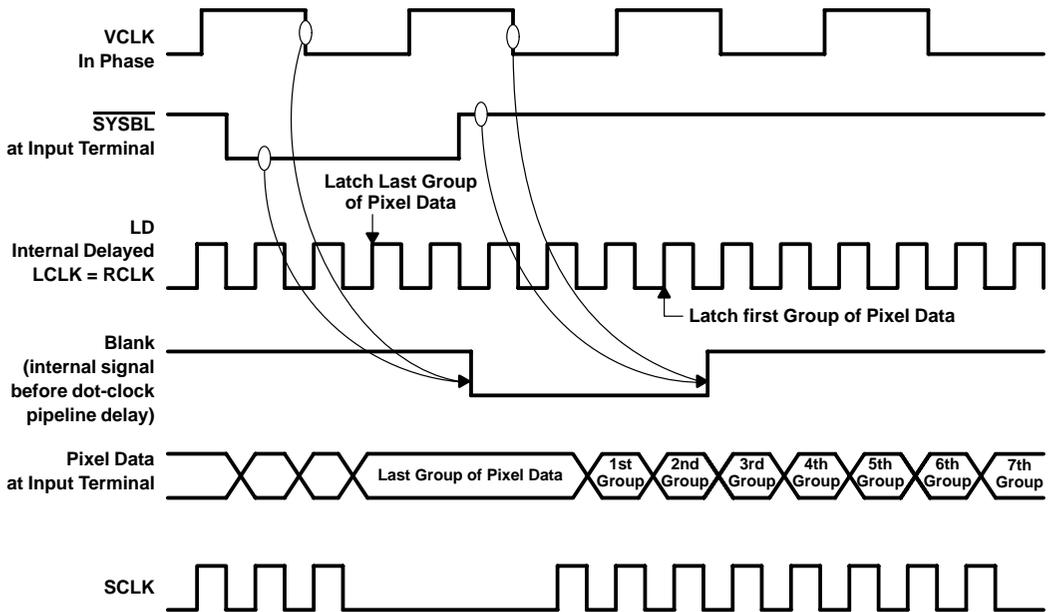 VCLK
In Phase
SYSBL
at Input Terminal
Latch Last Group
of Pixel Data
LD
Internal Delayed
LCLK = RCLK
Latch first Group of Pixel Data
Blank
(internal signal
before dot-clock
pipeline delay)
Pixel Data
at Input Terminal
Last Group of Pixel Data
1st
Group
2nd
Group
3rd
Group
4th
Group
5th
Group
6th
Group
7th
Group
SCLK